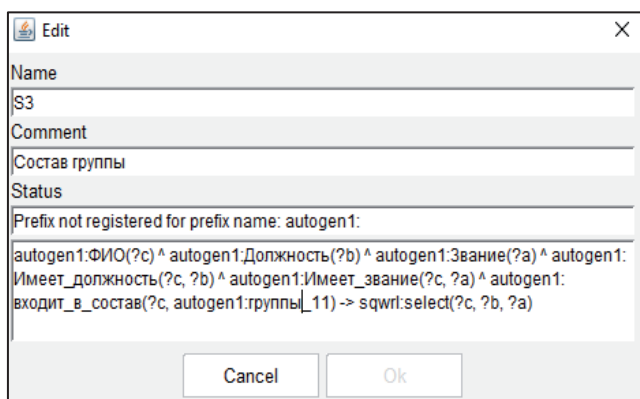 Edit
Name
S3
Comment
Состав группы
Status
Prefix not registered for prefix name: autogen1:
autogen1:ФИО(?c) ^ autogen1:Должность(?b) ^ autogen1:Звание(?a) ^ autogen1:
Имеет_должность(?c, ?b) ^ autogen1:Имеет_звание(?c, ?a) ^ autogen1:
входит_в_состав(?c, autogen1:группы_11) -> sqwrl:select(?c, ?b, ?a)
Cancel Ok